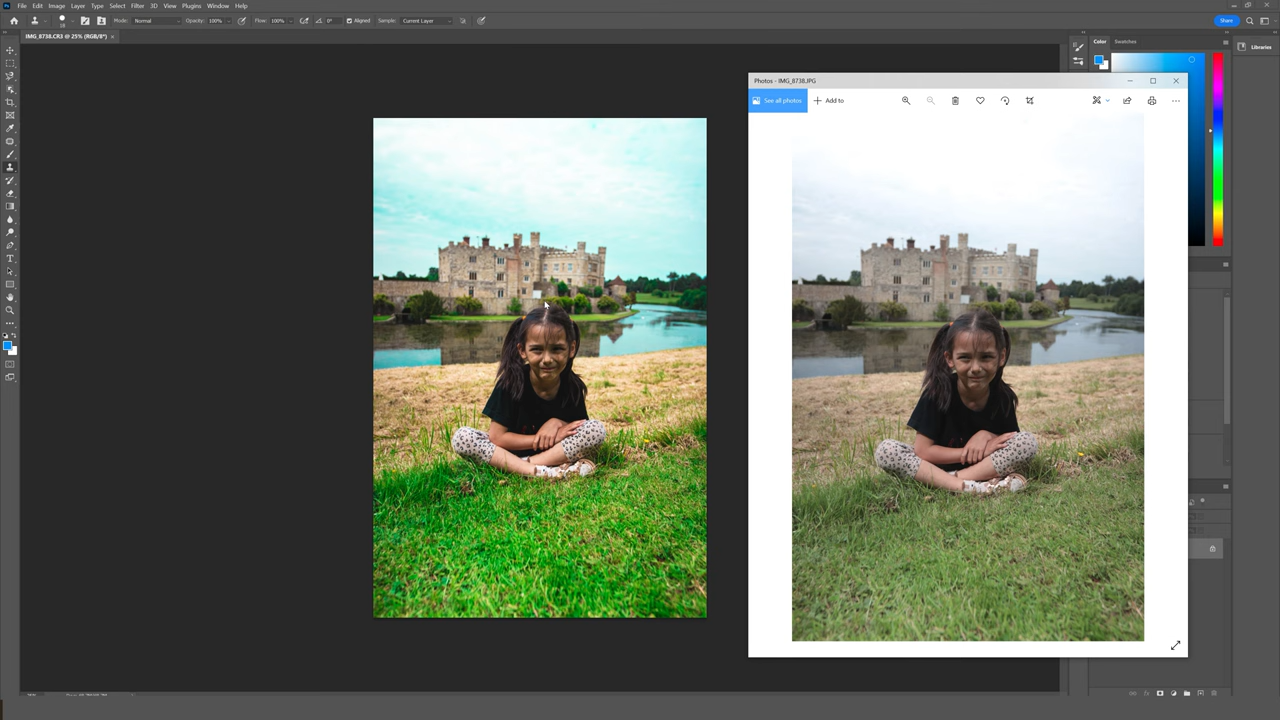 File Edit Image Layer Type Select Filter 3D View Plugins Window Help
Mode: Normal Opacity: 100% Flow: 100% 0° Aligned Sample: Current Layer Share
IMG_8738.CR3 @ 25% (RGB/8*) ×
Color Swatches
Libraries
Photos - IMG_8738.JPG
See all photos
Add to